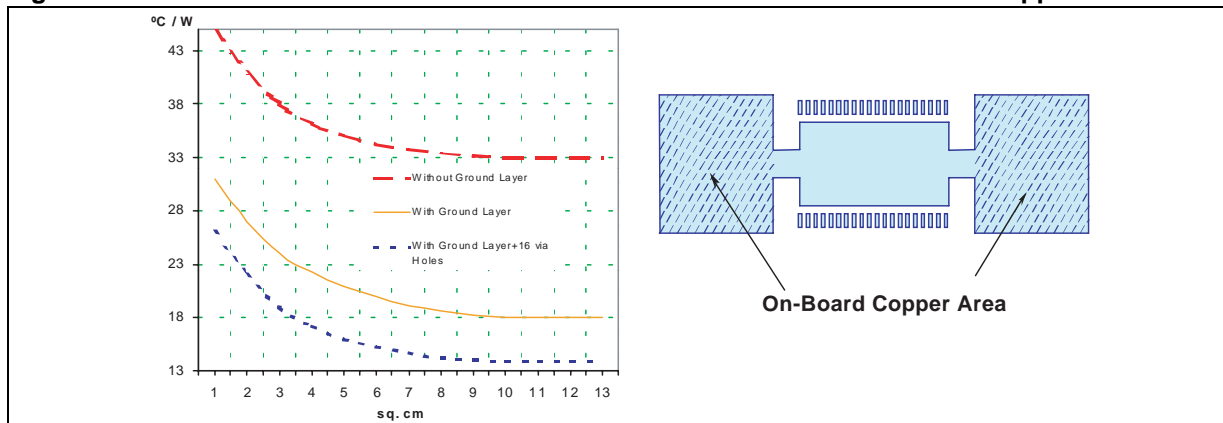 ºC / W
43
38
33
28
23
18
13
1 2 3 4 5 6 7 8 9 10 11 12 13
sq. cm
Without Ground Layer
With Ground Layer
With Ground Layer+16 via
Holes
On-Board Copper Area